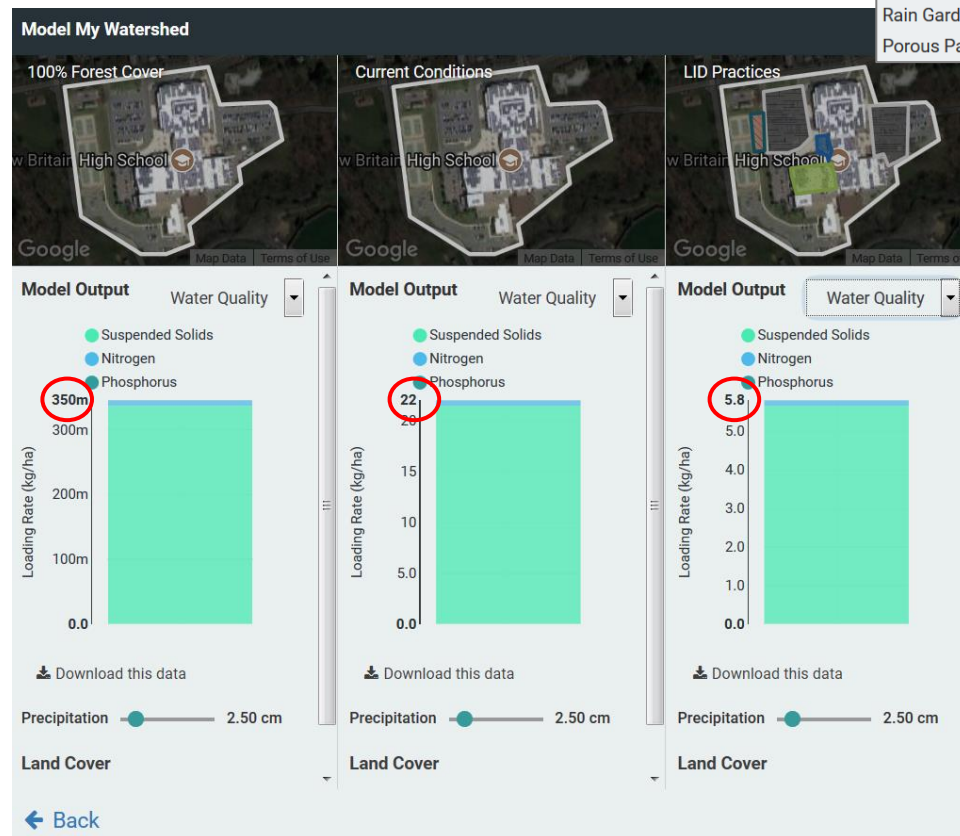 Rain Gard
Porous Pa
Model My Watershed
100% Forest Cover
w Britain High School
Google
Map Data Terms of Use
Model Output Water Quality
Suspended Solids
Nitrogen
Phosphorus
350m
300m
200m
100m
0.0
Loading Rate (kg/ha)
Download this data
Precipitation 2.50 cm
Land Cover
Current Conditions
w Britain High School
Google
Map Data Terms of Use
Model Output Water Quality
Suspended Solids
Nitrogen
Phosphorus
22
20
15
10
5.0
0.0
Loading Rate (kg/ha)
Download this data
Precipitation 2.50 cm
Land Cover
LID Practices
w Britain High School
Google
Map Data Terms o
Model Output Water Quality
Suspended Solids
Nitrogen
Phosphorus
5.8
5.0
4.0
3.0
2.0
1.0
0.0
Loading Rate (kg/ha)
Download this data
Precipitation 2.50 cm
Land Cover
Back